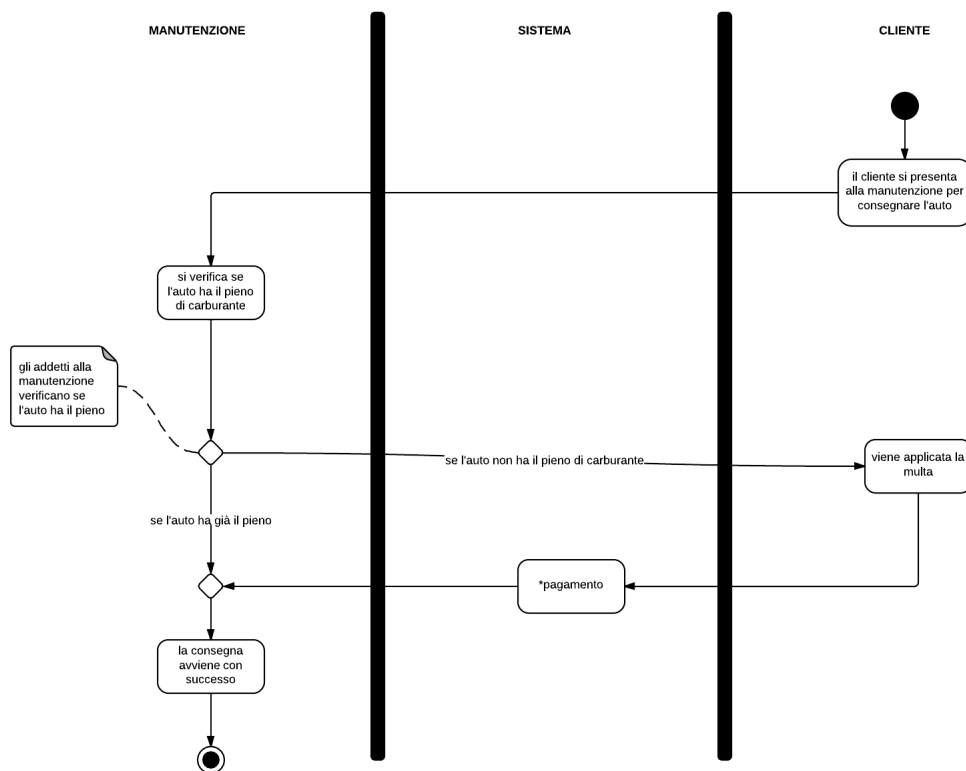 MANUTENZIONE
SISTEMA
CLIENTE
il cliente si presenta
alla manutenzione per
consegnare l'auto
si verifica se
l'auto ha il pieno
di carburante
gli addetti alla
manutenzione
verificano se
l'auto ha il pieno
se l'auto non ha il pieno di carburante
viene applicata la
multa
se l'auto ha già il pieno
*pagamento
la consegna
avviene con
successo